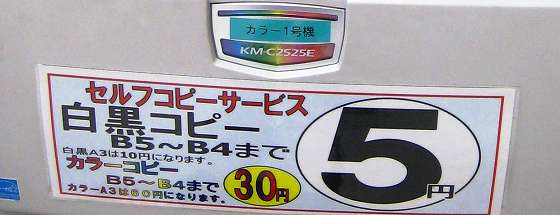 カラー1号機
KM-C2525E
セルフコピーサービス
白黒コピー
B5～B4まで
白黒A3は10円になります。
5円
カラーコピー
B5～B4まで
30円
カラーA3は60円になります。